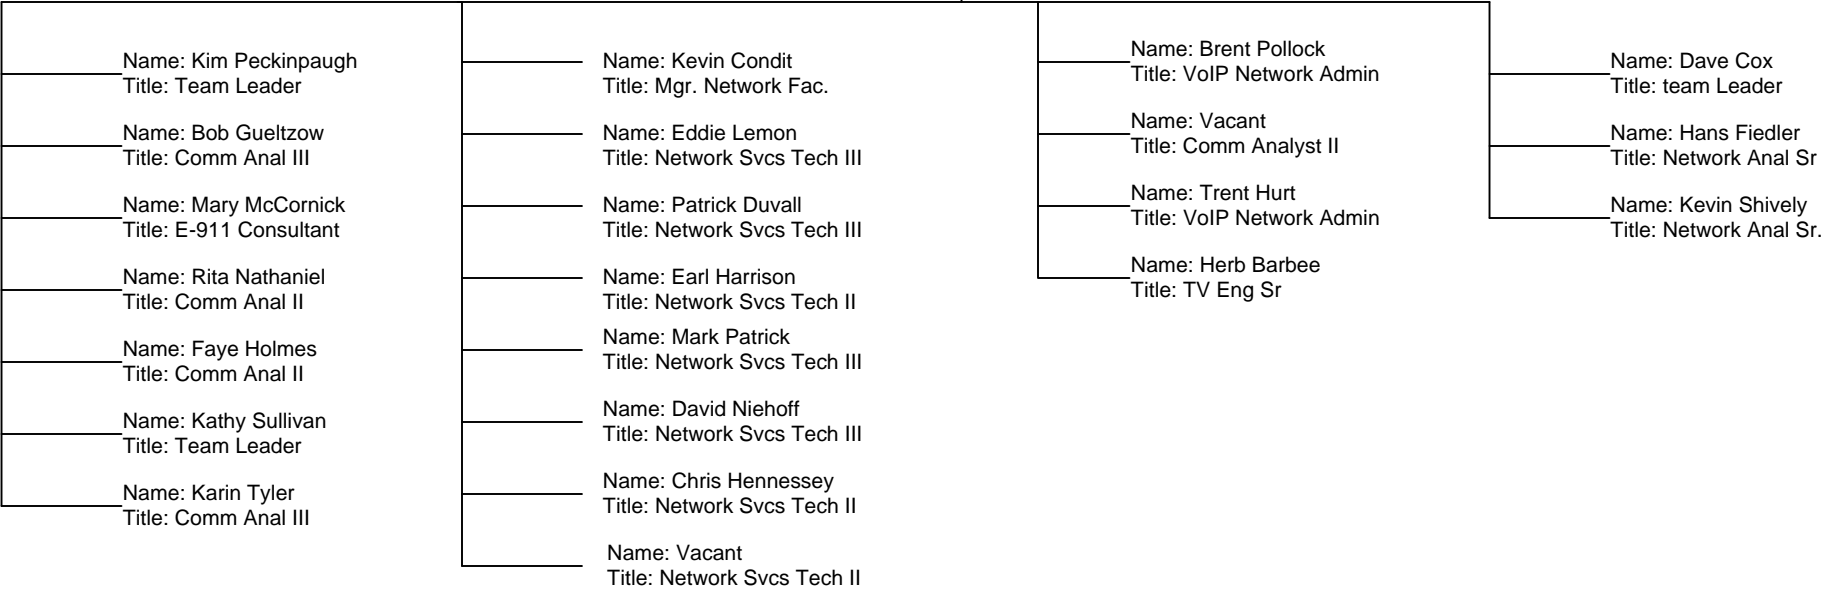 Name: Kim Peckinpaugh
Title: Team Leader
Name: Bob Gueltzow
Title: Comm Anal III
Name: Mary McCornick
Title: E-911 Consultant
Name: Rita Nathaniel
Title: Comm Anal II
Name: Faye Holmes
Title: Comm Anal II
Name: Kathy Sullivan
Title: Team Leader
Name: Karin Tyler
Title: Comm Anal III
Name: Kevin Condit
Title: Mgr. Network Fac.
Name: Eddie Lemon
Title: Network Svcs Tech III
Name: Patrick Duvall
Title: Network Svcs Tech III
Name: Earl Harrison
Title: Network Svcs Tech II
Name: Mark Patrick
Title: Network Svcs Tech III
Name: David Niehoff
Title: Network Svcs Tech III
Name: Chris Hennessey
Title: Network Svcs Tech II
Name: Vacant
Title: Network Svcs Tech II
Name: Brent Pollock
Title: VoIP Network Admin
Name: Vacant
Title: Comm Analyst II
Name: Trent Hurt
Title: VoIP Network Admin
Name: Herb Barbee
Title: TV Eng Sr
Name: Dave Cox
Title: team Leader
Name: Hans Fiedler
Title: Network Anal Sr
Name: Kevin Shively
Title: Network Anal Sr.